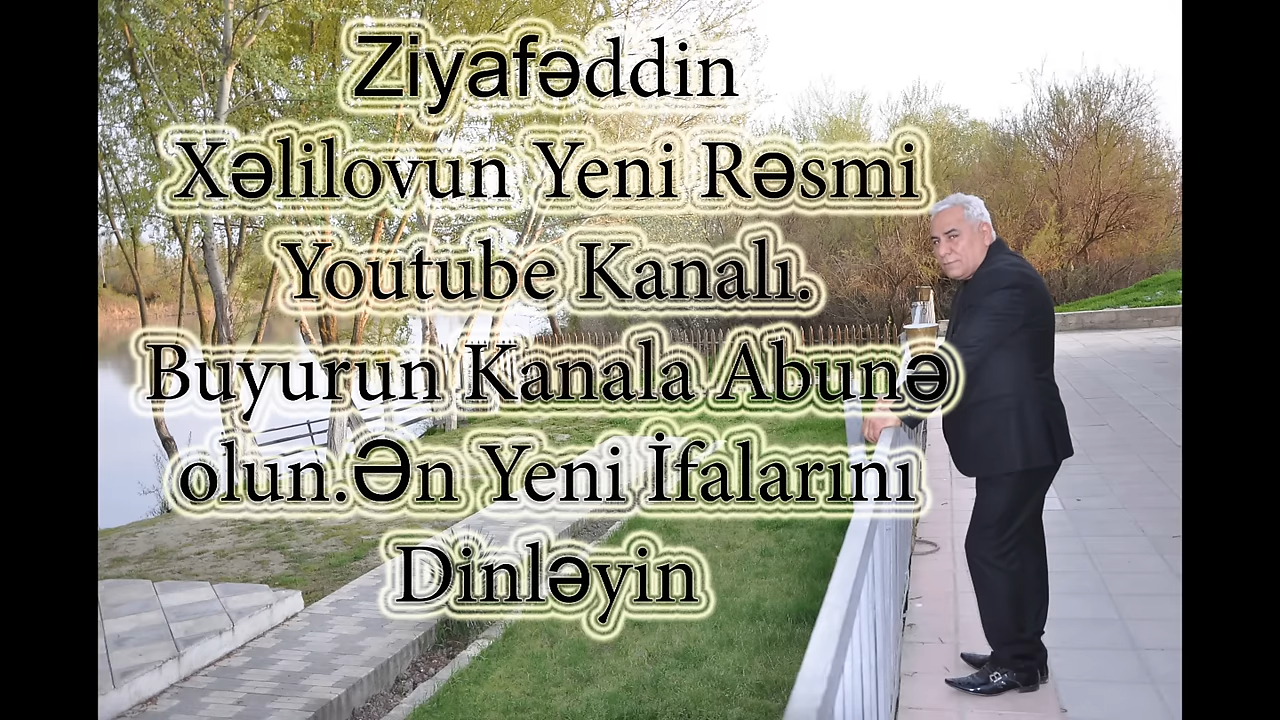 Ziyafəddin
Xəlilovun Yeni Rəsmi
Youtube Kanalı.
Buyurun Kanala Abunə
olun.Ən Yeni İfalarını
Dinləyin